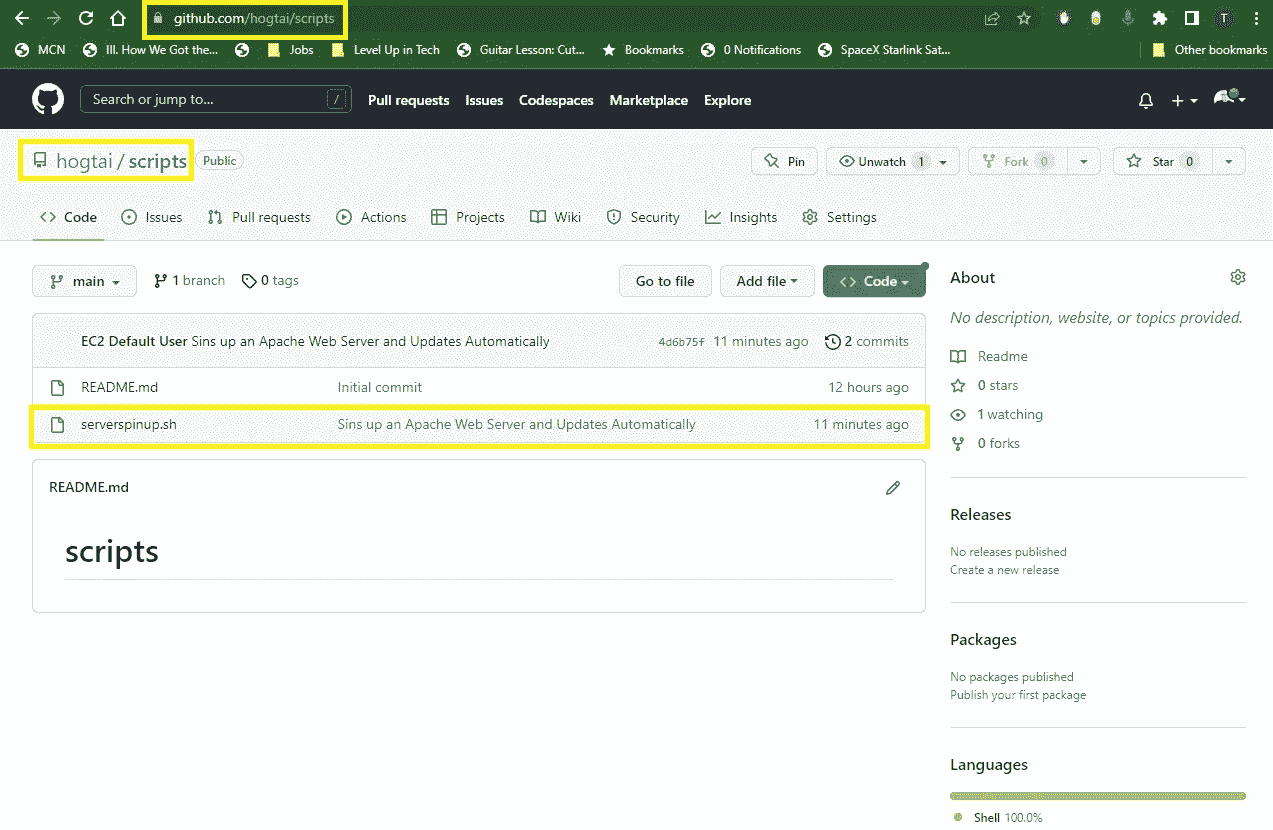 github.com/hogtai/scripts
MCN III. How We Got the... Jobs Level Up in Tech Guitar Lesson: Cut... Bookmarks 0 Notifications SpaceX Starlink Sat... Other bookmarks
Search or jump to... / Pull requests Issues Codespaces Marketplace Explore
hogtai / scripts Public Pin Unwatch 1 Fork 0 Star 0
Code Issues Pull requests Actions Projects Wiki Security Insights Settings
main 1 branch 0 tags Go to file Add file Code
EC2 Default User Sins up an Apache Web Server and Updates Automatically 4d6b75f 11 minutes ago 2 commits
README.md Initial commit 12 hours ago
serverspinup.sh Sins up an Apache Web Server and Updates Automatically 11 minutes ago
README.md
scripts
About
No description, website, or topics provided.
Readme
0 stars
1 watching
0 forks
Releases
No releases published
Create a new release
Packages
No packages published
Publish your first package
Languages
Shell 100.0%